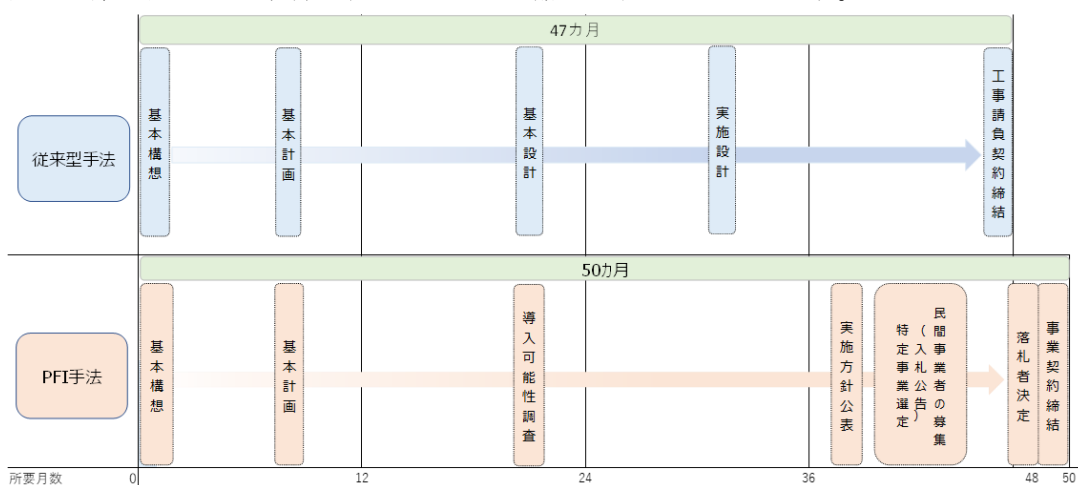 47カ月
従来型手法
基本構想
基本計画
基本設計
実施設計
工事請負契約締結
50カ月
PFI手法
基本構想
基本計画
導入可能性調査
実施方針公表
民間事業者の募集
（入札公告）
特定事業選定
落札者決定
事業契約締結
所要月数
0
12
24
36
48
50